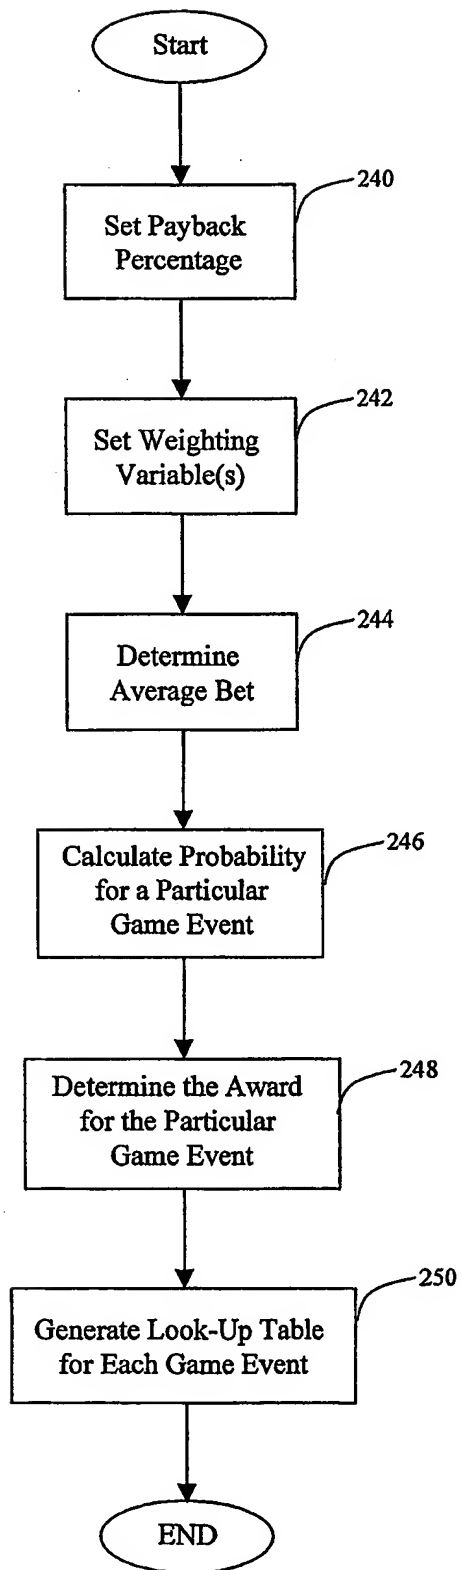 Start
240
Set Payback
Percentage
242
Set Weighting
Variable(s)
244
Determine
Average Bet
246
Calculate Probability
for a Particular
Game Event
248
Determine the Award
for the Particular
Game Event
250
Generate Look-Up Table
for Each Game Event
END